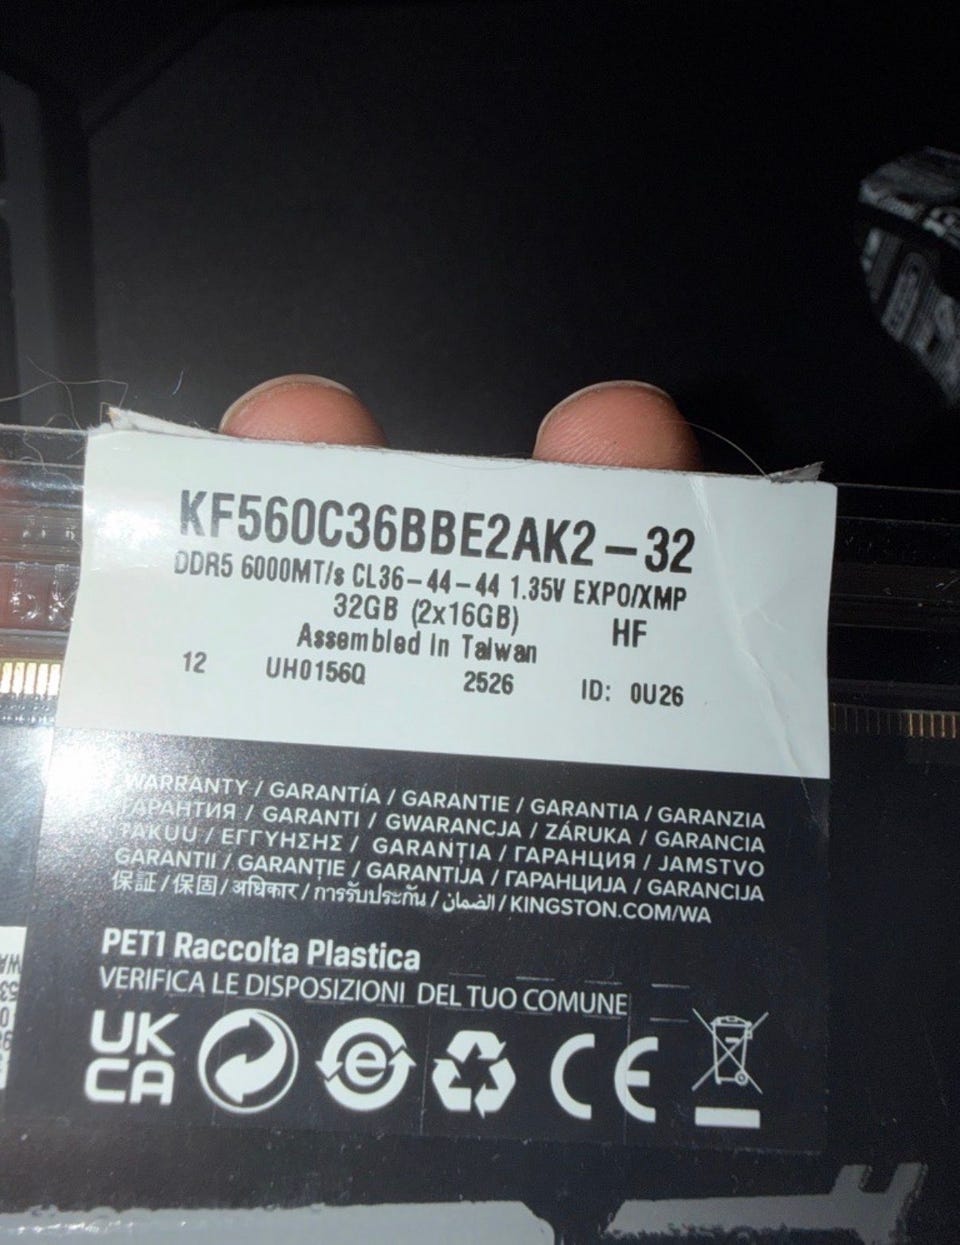 KF560C36BBE2AK2-32
DDR5 6000MT/s CL36-44-44 1.35V EXPO/XMP
32GB (2x16GB) HF
Assembled in Taiwan
12 UH0156Q 2526 ID: 0U26
WARRANTY / GARANTÍA / GARANTIE / GARANTIA / GARANZIA
ГАРАНТИЯ / GARANTI / GWARANCJA / ZÁRUKA / GARANCIA
TAKUU / ΕΓΓΥΗΣΗΣ / GARANȚIA / ГАРАНЦИЯ / JAMSTVO
GARANTII / GARANȚIE / GARANTIJA / ГАРАНЦИЈА / GARANCIJA
保証 / 保固 / अधिकार / การรับประกัน / الضمان / KINGSTON.COM/WA
PET1 Raccolta Plastica
VERIFICA LE DISPOSIZIONI DEL TUO COMUNE
UK
CA
e
CE